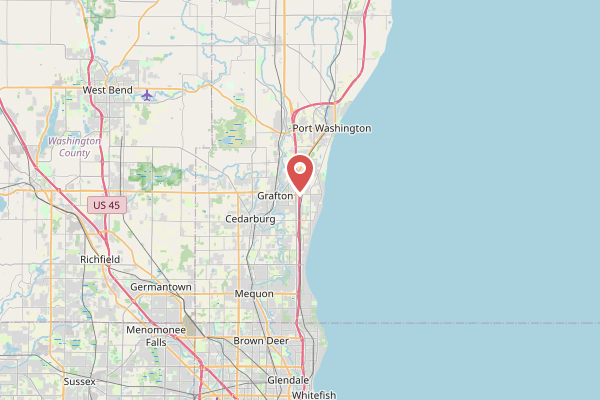 West Bend
Port Washington
Washington
County
Grafton
US 45
Cedarburg
Richfield
Germantown
Mequon
Menomonee
Falls
Brown Deer
Sussex
Glendale
Whitefish